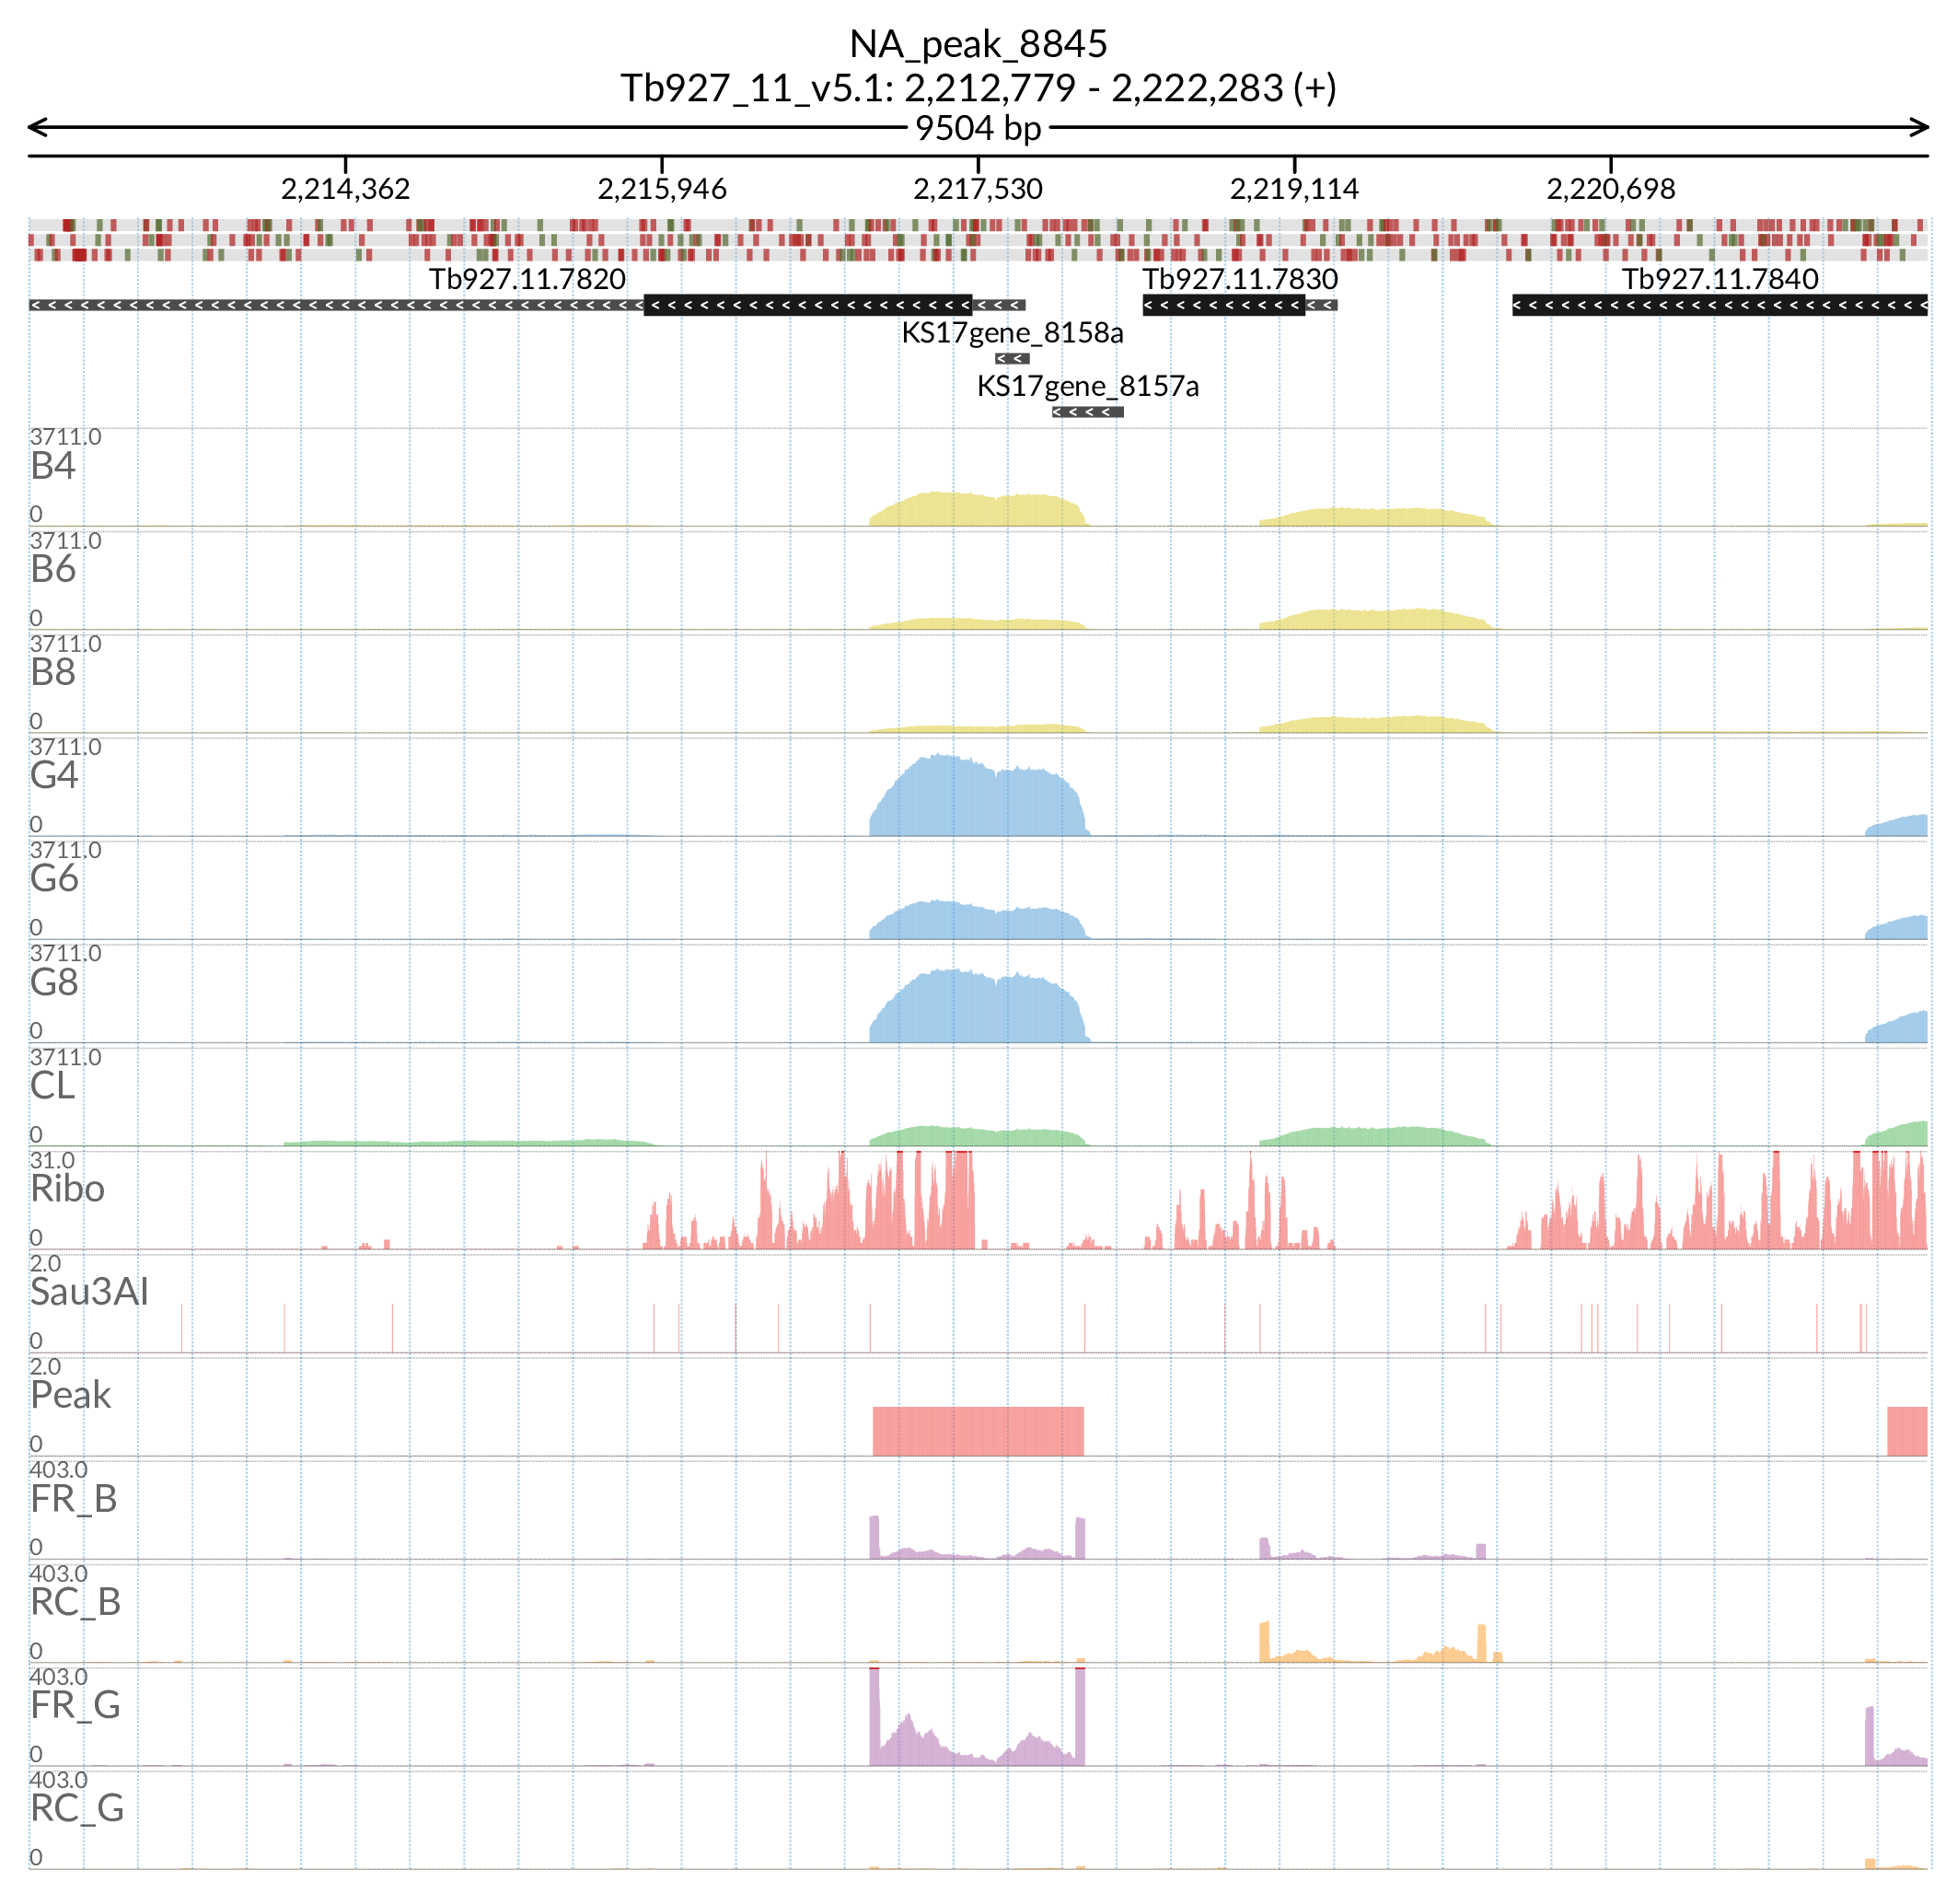 NA_peak_8845
Tb927_11_v5.1: 2,212,779 - 2,222,283 (+)
9504 bp
2,214,362 2,215,946 2,217,530 2,219,114 2,220,698
Tb927.11.7820 Tb927.11.7830 Tb927.11.7840
KS17gene_8158a
KS17gene_8157a
3711.0
B4
0
3711.0
B6
0
3711.0
B8
0
3711.0
G4
0
3711.0
G6
0
3711.0
G8
0
3711.0
CL
0
31.0
Ribo
0
2.0
Sau3AI
0
2.0
Peak
0
403.0
FR_B
0
403.0
RC_B
0
403.0
FR_G
0
403.0
RC_G
0